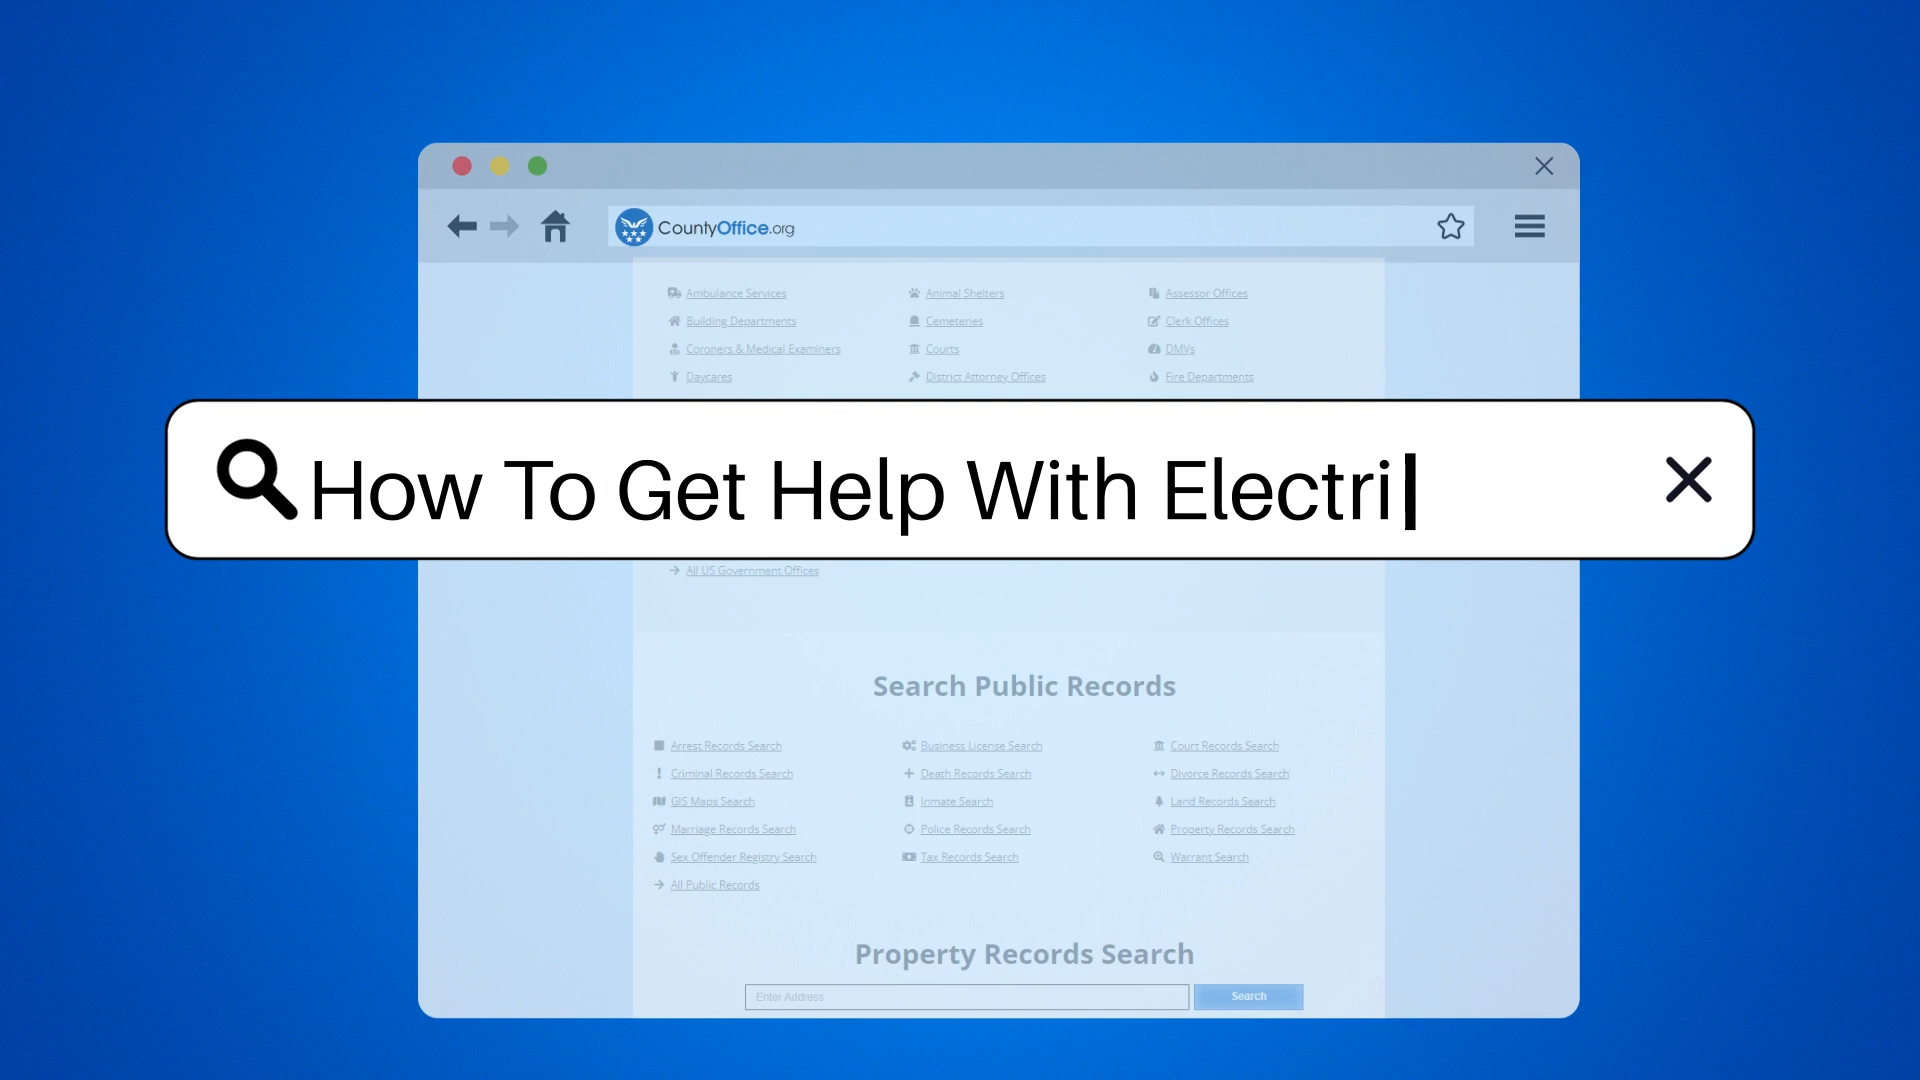 CountyOffice.org
Ambulance Services Animal Shelters Assessor Offices
Building Departments Cemeteries Clerk Offices
Coroners & Medical Examiners Courts DMVs
Daycares District Attorney Offices Fire Departments
How To Get Help With Electri
All US Government Offices
Search Public Records
Arrest Records Search Business License Search Court Records Search
Criminal Records Search Death Records Search Divorce Records Search
GIS Maps Search Inmate Search Land Records Search
Marriage Records Search Police Records Search Property Records Search
Sex Offender Registry Search Tax Records Search Warrant Search
All Public Records
Property Records Search
Enter Address Search